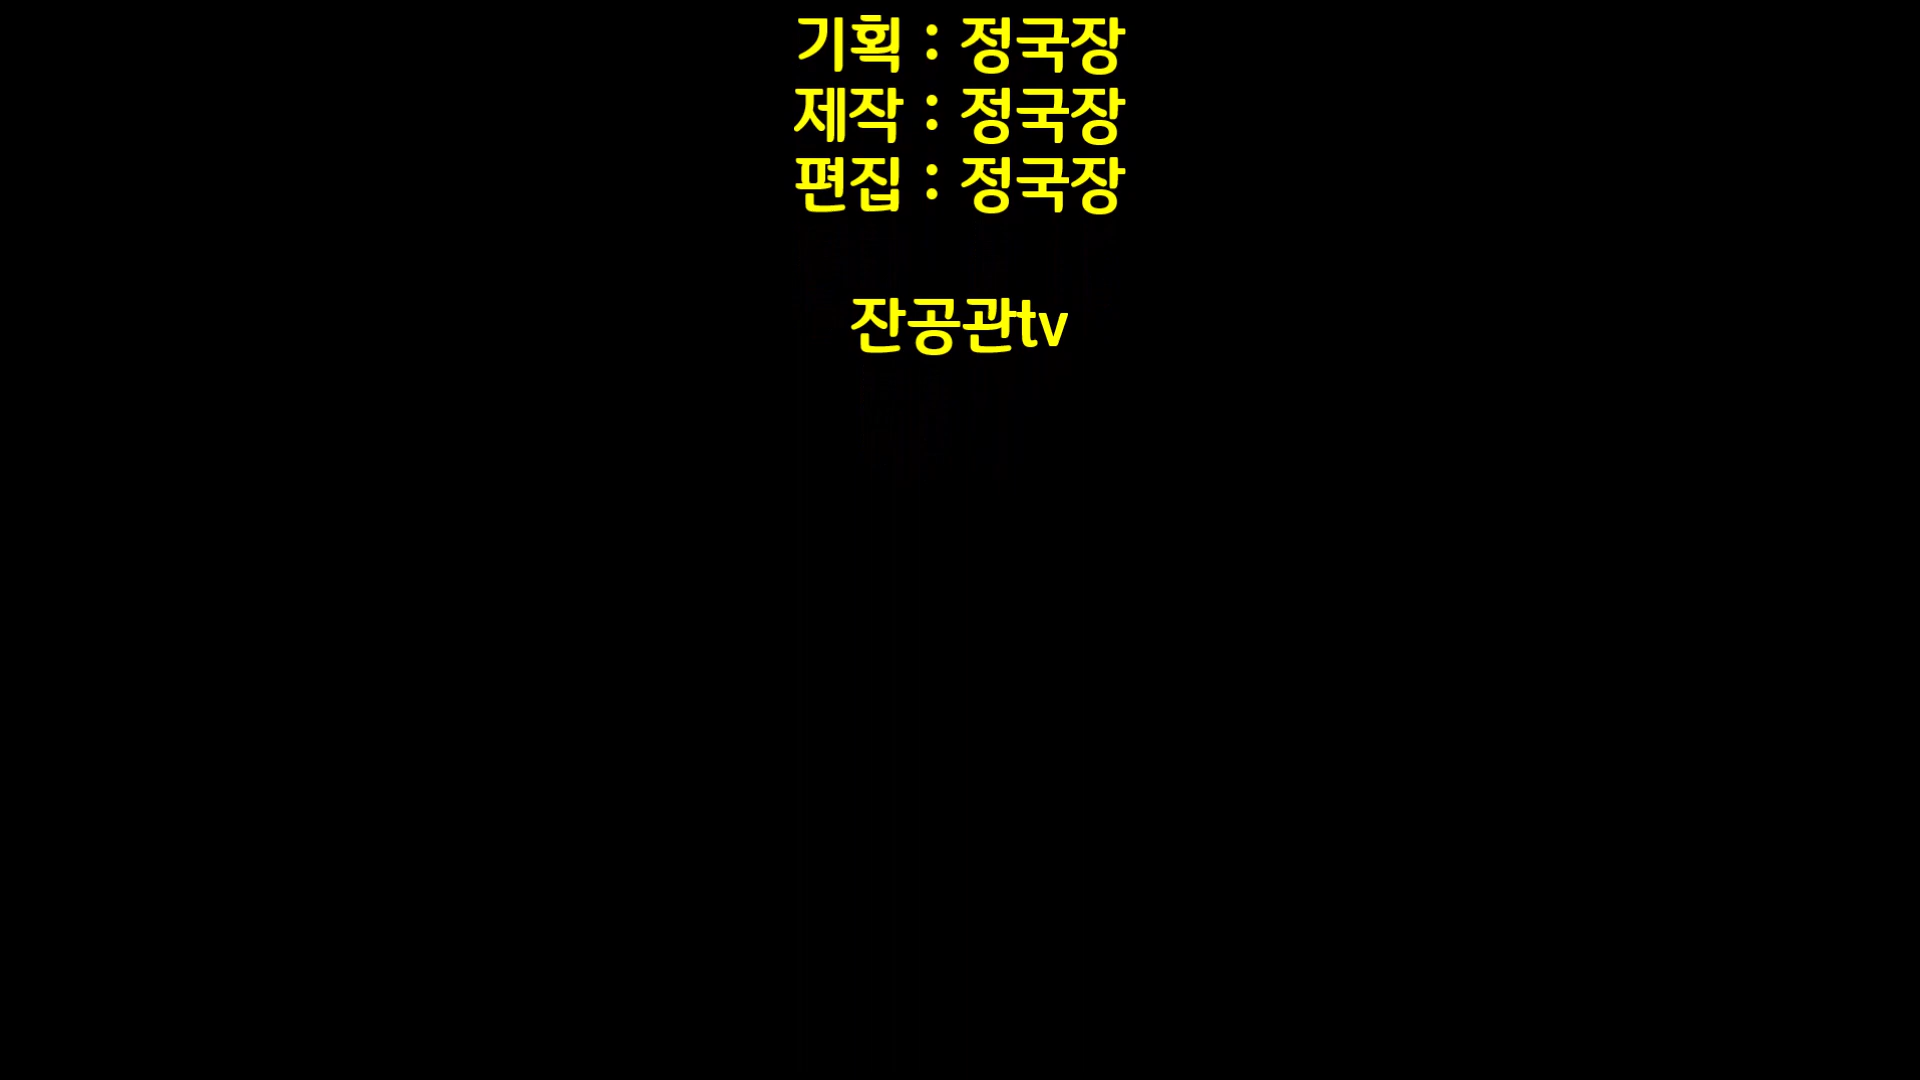 기획 : 정국장
제작 : 정국장
편집 : 정국장
잔공관tv